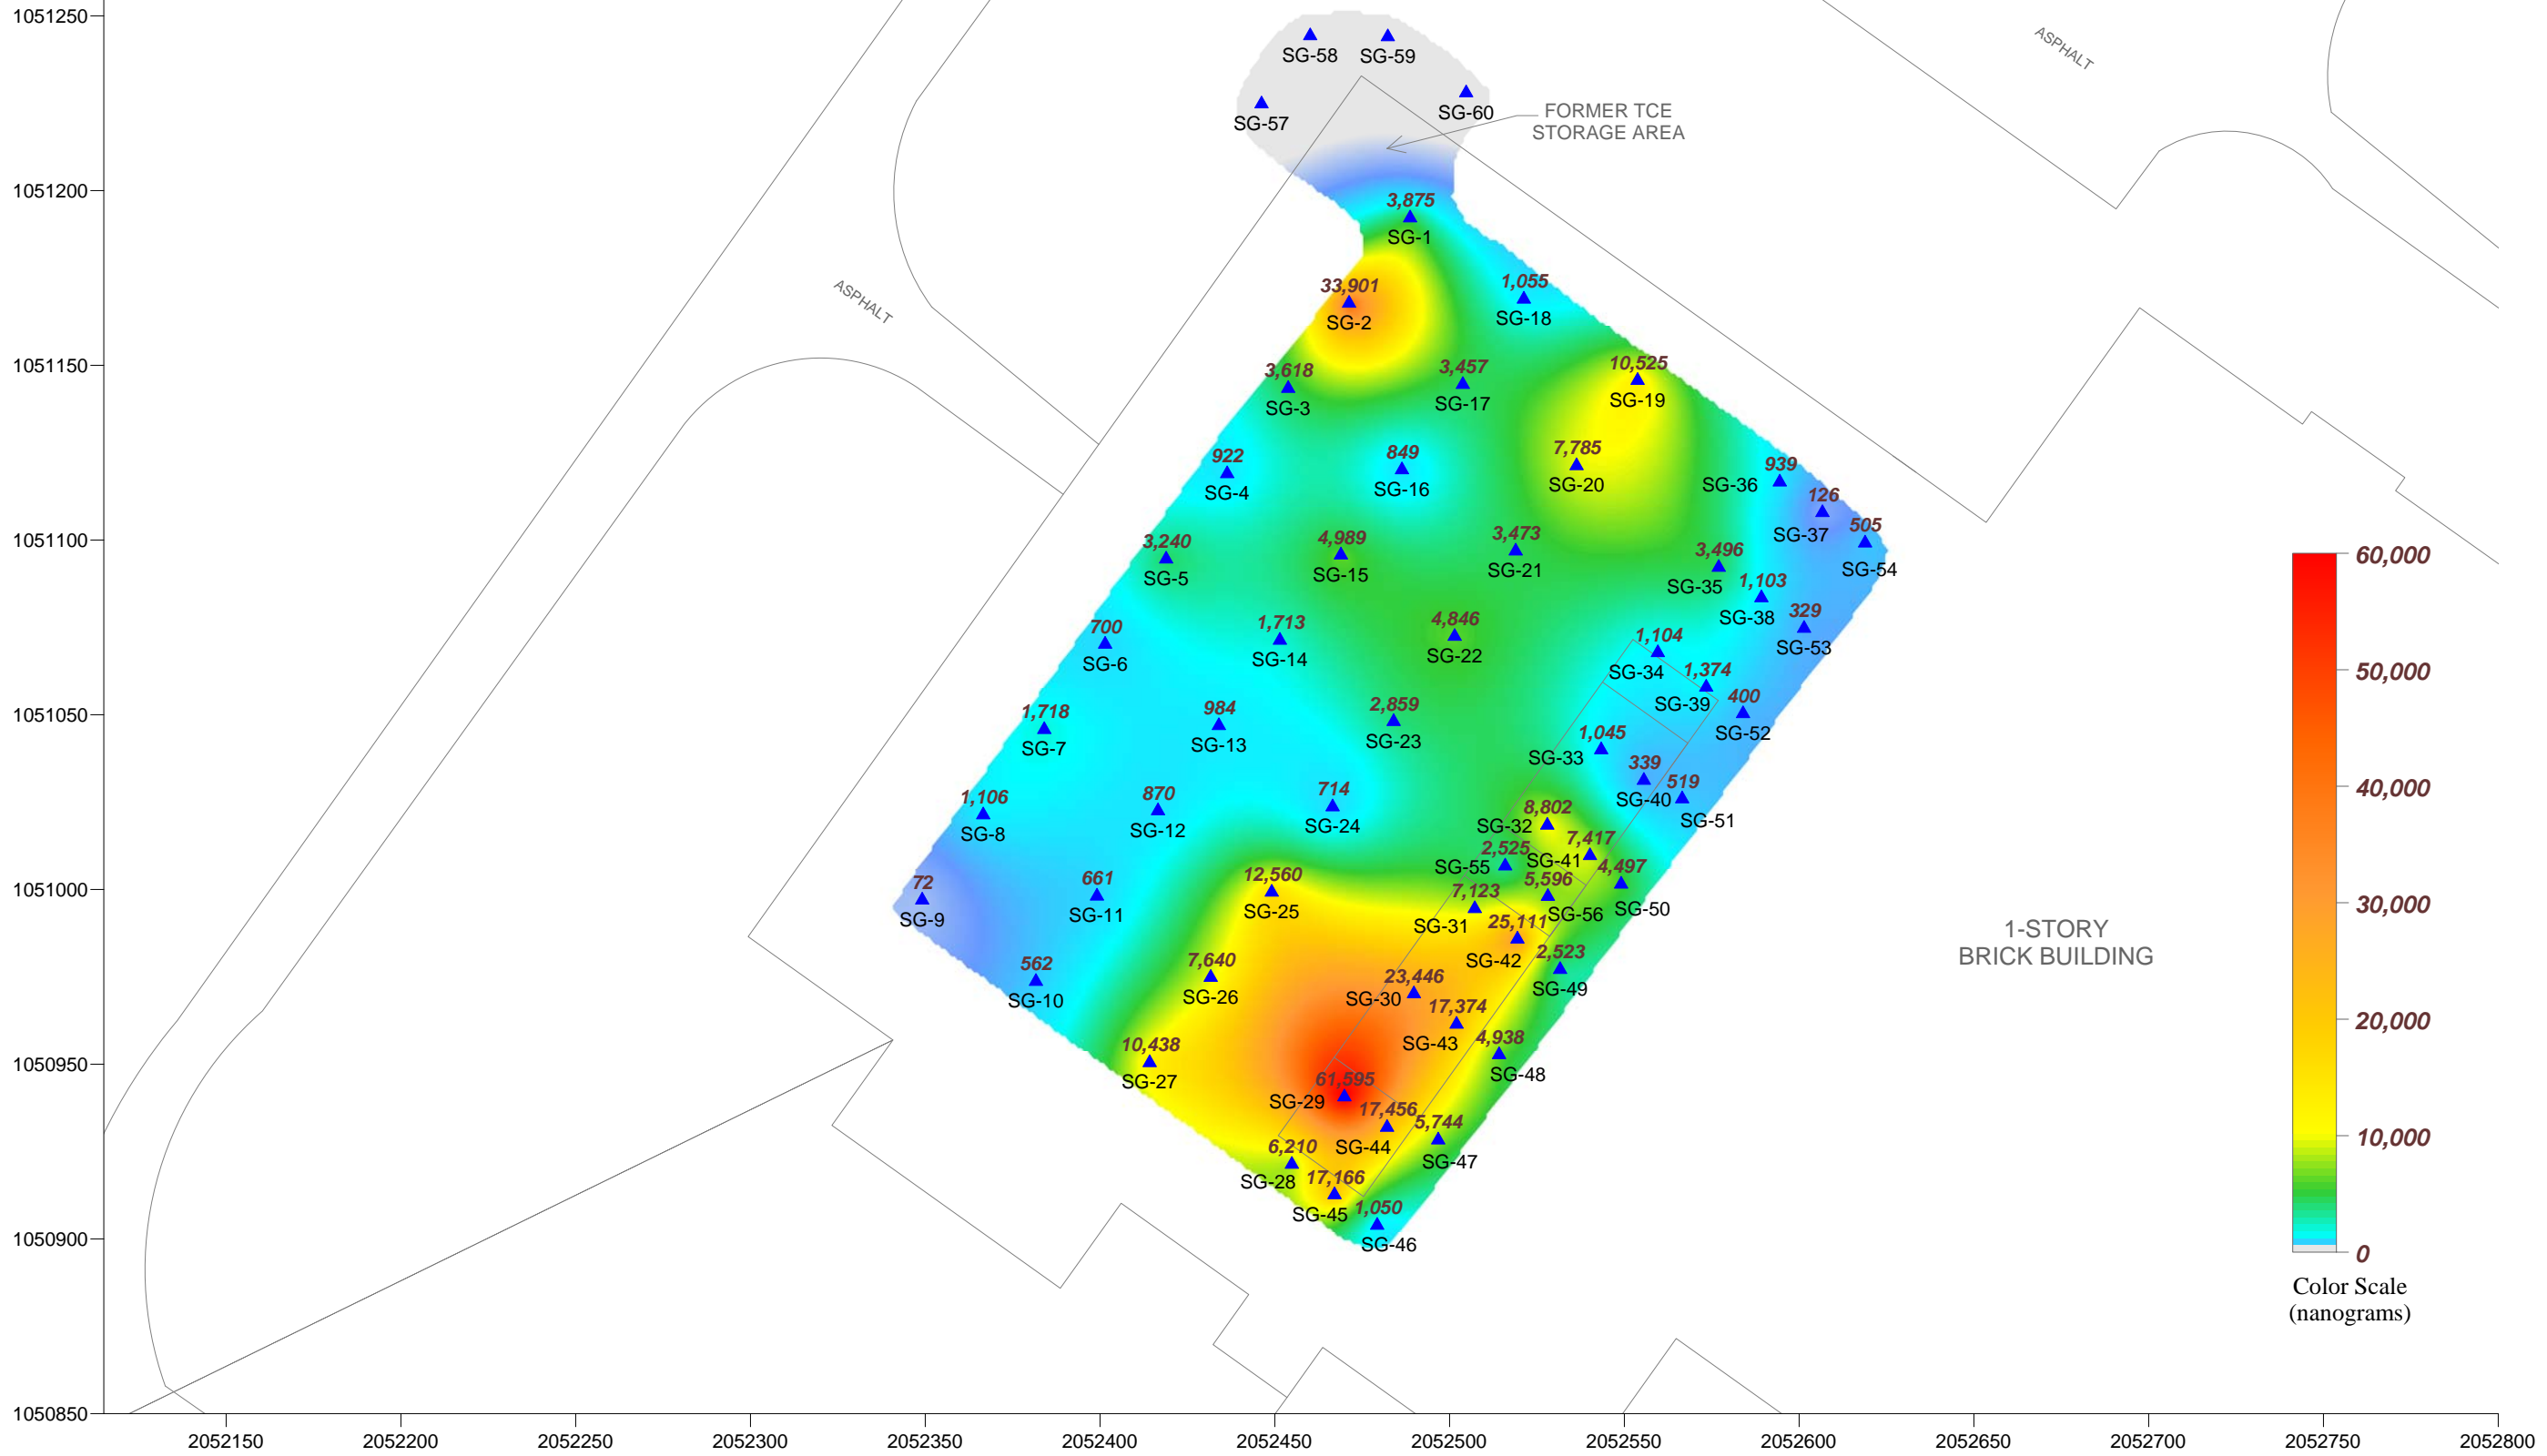 1051250
1051200
1051150
1051100
1051050
1051000
1050950
1050900
1050850
2052150
2052200
2052250
2052300
2052350
2052400
2052450
2052500
2052550
2052600
2052650
2052700
2052750
2052800
ASPHALT
ASPHALT
FORMER TCE
STORAGE AREA
1-STORY
BRICK BUILDING
SG-58
SG-59
SG-57
SG-60
3,875
SG-1
33,901
SG-2
1,055
SG-18
3,618
SG-3
3,457
SG-17
10,525
SG-19
922
SG-4
849
SG-16
7,785
SG-20
939
SG-36
126
SG-37
505
SG-54
3,240
SG-5
4,989
SG-15
3,473
SG-21
3,496
SG-35
1,103
SG-38
329
SG-53
700
SG-6
1,713
SG-14
4,846
SG-22
1,104
SG-34
1,374
SG-39
400
SG-52
1,718
SG-7
984
SG-13
2,859
SG-23
1,045
SG-33
339
SG-40
519
SG-51
1,106
SG-8
870
SG-12
714
SG-24
8,802
SG-32
7,417
SG-41
2,525
SG-55
4,497
SG-50
72
SG-9
661
SG-11
12,560
SG-25
7,123
SG-31
5,596
SG-56
25,111
SG-42
2,523
SG-49
562
SG-10
7,640
SG-26
23,446
SG-30
17,374
SG-43
4,938
SG-48
10,438
SG-27
61,595
SG-29
17,456
SG-44
5,744
SG-47
6,210
SG-28
17,166
SG-45
1,050
SG-46
60,000
50,000
40,000
30,000
20,000
10,000
0
Color Scale
(nanograms)